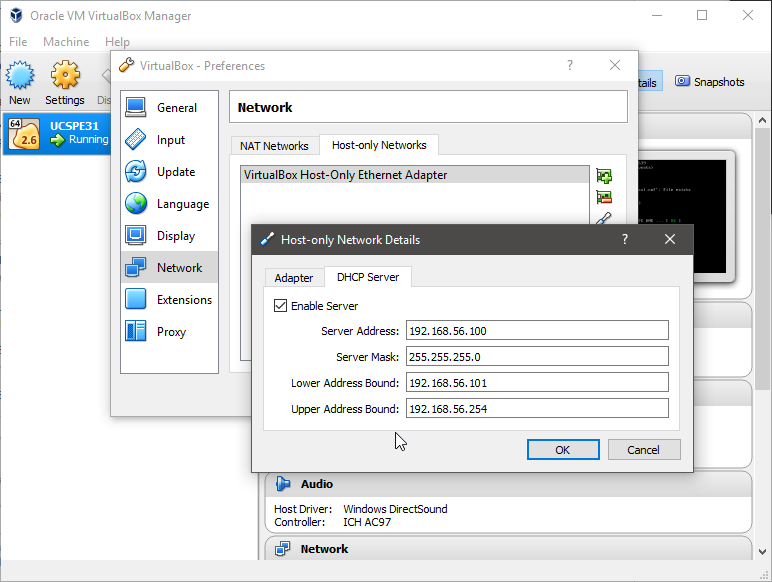 Oracle VM VirtualBox Manager
File Machine Help
VirtualBox - Preferences
New Settings Dis
tails Snapshots
64 2.6 UCSPE31
Running
General
Input
Update
Language
Display
Network
Extensions
Proxy
Network
NAT Networks Host-only Networks
VirtualBox Host-Only Ethernet Adapter
Host-only Network Details
Adapter DHCP Server
Enable Server
Server Address: 192.168.56.100
Server Mask: 255.255.255.0
Lower Address Bound: 192.168.56.101
Upper Address Bound: 192.168.56.254
OK Cancel
Audio
Host Driver: Windows DirectSound
Controller: ICH AC97
Network